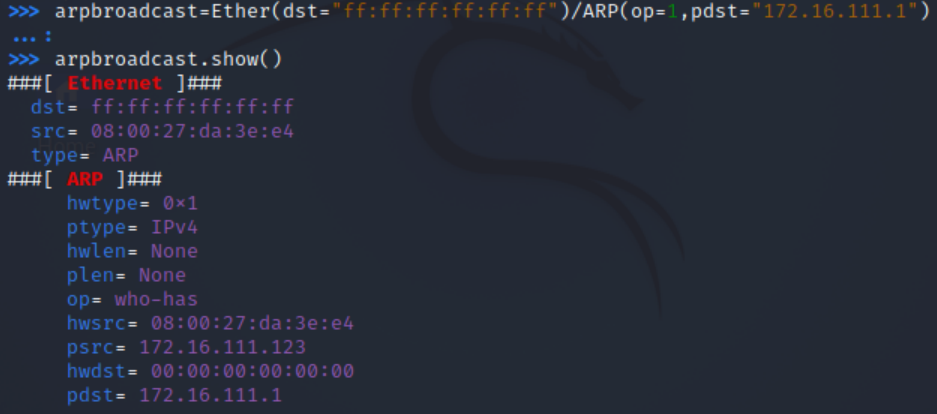 >>> arpbroadcast=Ether(dst="ff:ff:ff:ff:ff:ff")/ARP(op=1,pdst="172.16.111.1")
...:
>>> arpbroadcast.show()
###[ Ethernet ]###
  dst= ff:ff:ff:ff:ff:ff
  src= 08:00:27:da:3e:e4
  type= ARP
###[ ARP ]###
     hwtype= 0×1
     ptype= IPv4
     hwlen= None
     plen= None
     op= who-has
     hwsrc= 08:00:27:da:3e:e4
     psrc= 172.16.111.123
     hwdst= 00:00:00:00:00:00
     pdst= 172.16.111.1